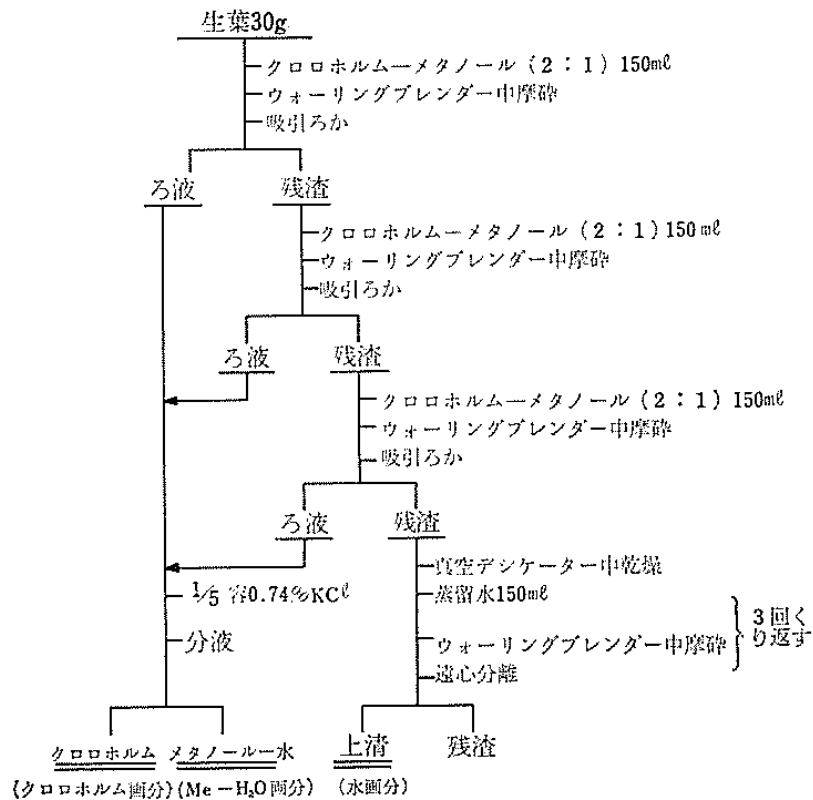 生葉30g
クロロホルム―メタノール (2:1) 150mℓ
ウォーリングブレンダー中摩砕
吸引ろか
ろ液 残渣
クロロホルム―メタノール (2:1) 150mℓ
ウォーリングブレンダー中摩砕
吸引ろか
ろ液 残渣
クロロホルム―メタノール (2:1) 150mℓ
ウォーリングブレンダー中摩砕
吸引ろか
ろ液 残渣
真空デシケーター中乾操
1/5 容0.74%KCℓ
蒸留水150mℓ
分液
ウォーリングブレンダー中摩砕
3回く
り返す
遠心分離
クロロホルム メタノール―水 上清 残渣
(クロロホルム画分) (Me-H₂O画分) (水画分)